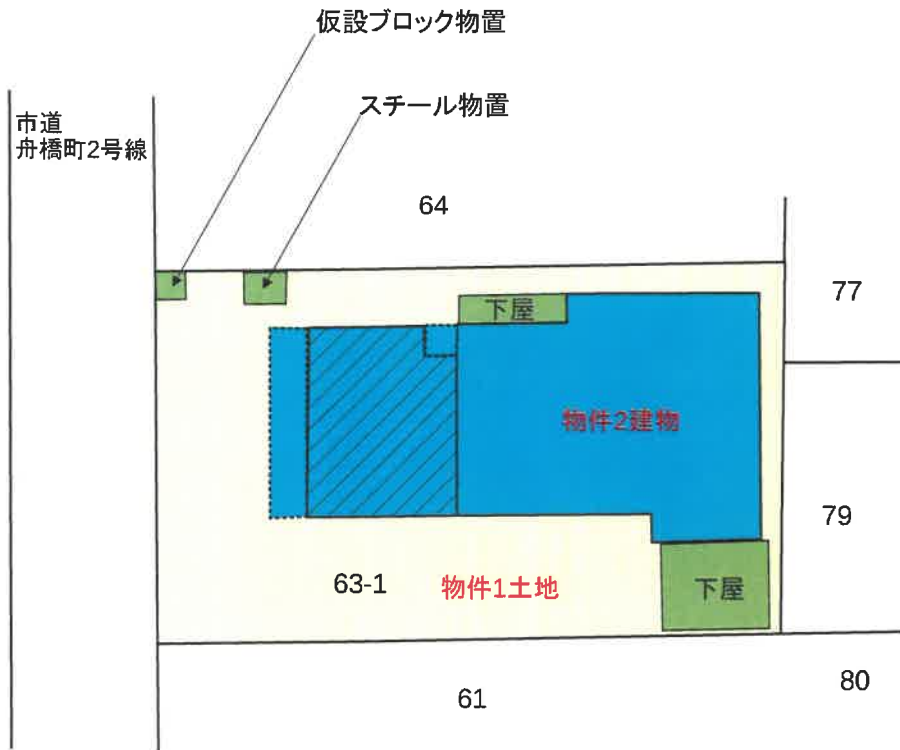 仮設ブロック物置
スチール物置
市道
舟橋町2号線
64
77
下屋
物件2建物
79
63-1
物件1土地
下屋
61
80